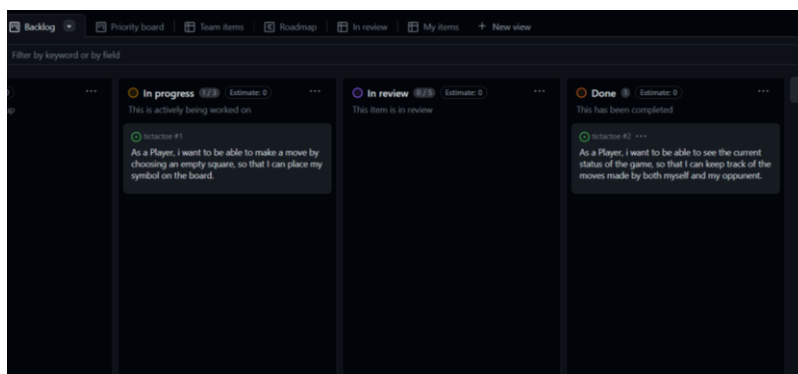 Backlog Priority board Team items Roadmap In review My items + New view
Filter by keyword or by field
In progress 1 / 3 Estimate: 0
This is actively being worked on
tictactoe #1
As a Player, i want to be able to make a move by
choosing an empty square, so that I can place my
symbol on the board.
In review 0 / 5 Estimate: 0
This item is in review
Done 1 Estimate: 0
This has been completed
tictactoe #2
As a Player, i want to be able to see the current
status of the game, so that I can keep track of the
moves made by both myself and my oppunent.